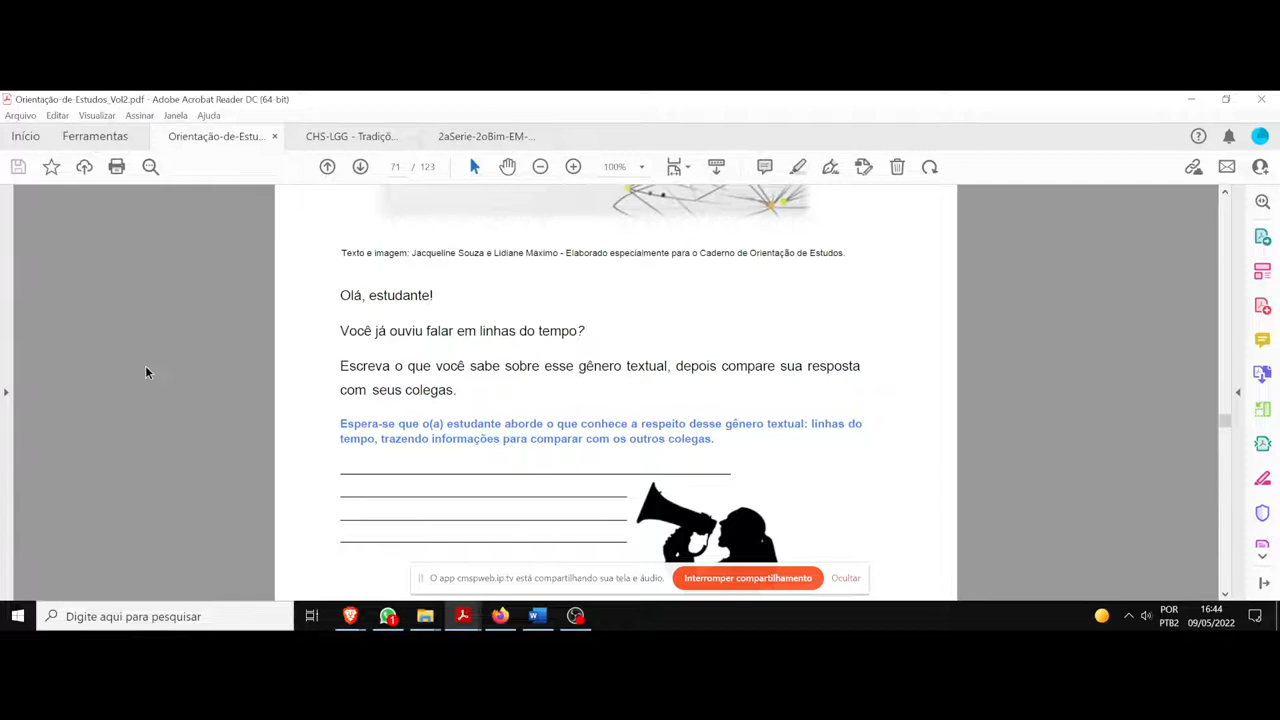 Orientação-de-Estudos_Vol2.pdf - Adobe Acrobat Reader DC (64-bit)
Arquivo Editar Visualizar Assinar Janela Ajuda
Início Ferramentas Orientação-de-Estu... × CHS-LGG - Tradiçõ... 2aSerie-2oBim-EM-...
71 / 123 100%
Texto e imagem: Jacqueline Souza e Lidiane Máximo - Elaborado especialmente para o Caderno de Orientação de Estudos.
Olá, estudante!
Você já ouviu falar em linhas do tempo?
Escreva o que você sabe sobre esse gênero textual, depois compare sua resposta
com seus colegas.
Espera-se que o(a) estudante aborde o que conhece a respeito desse gênero textual: linhas do
tempo, trazendo informações para comparar com os outros colegas.
O app cmspweb.ip.tv está compartilhando sua tela e áudio. Interromper compartilhamento Ocultar
Digite aqui para pesquisar
1
POR
PTB2
16:44
09/05/2022